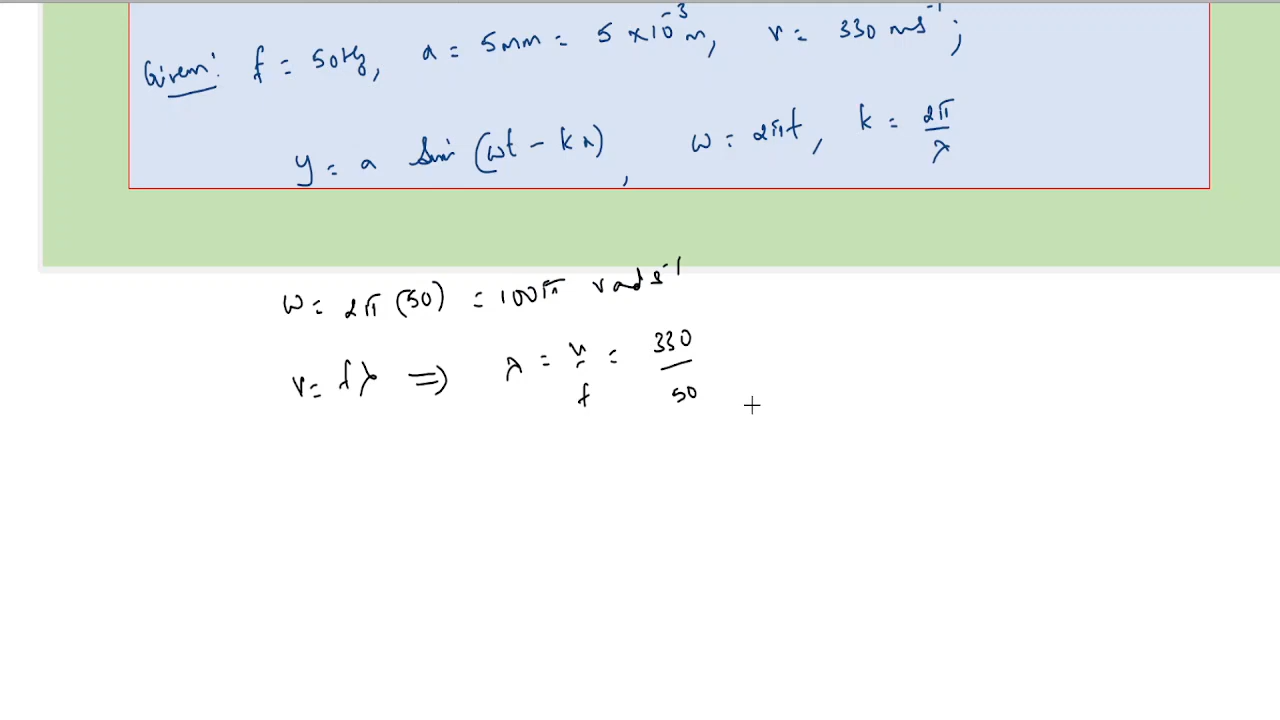 Given: f = 50Hz, a = 5mm = 5 × 10⁻³ m, v = 330 ms⁻¹;
y = a sin (ωt - kx), ω = 2πf, k = 2π/λ
ω = 2π (50) = 100π rad s⁻¹
v = fλ ⇒ λ = v/f = 330/50